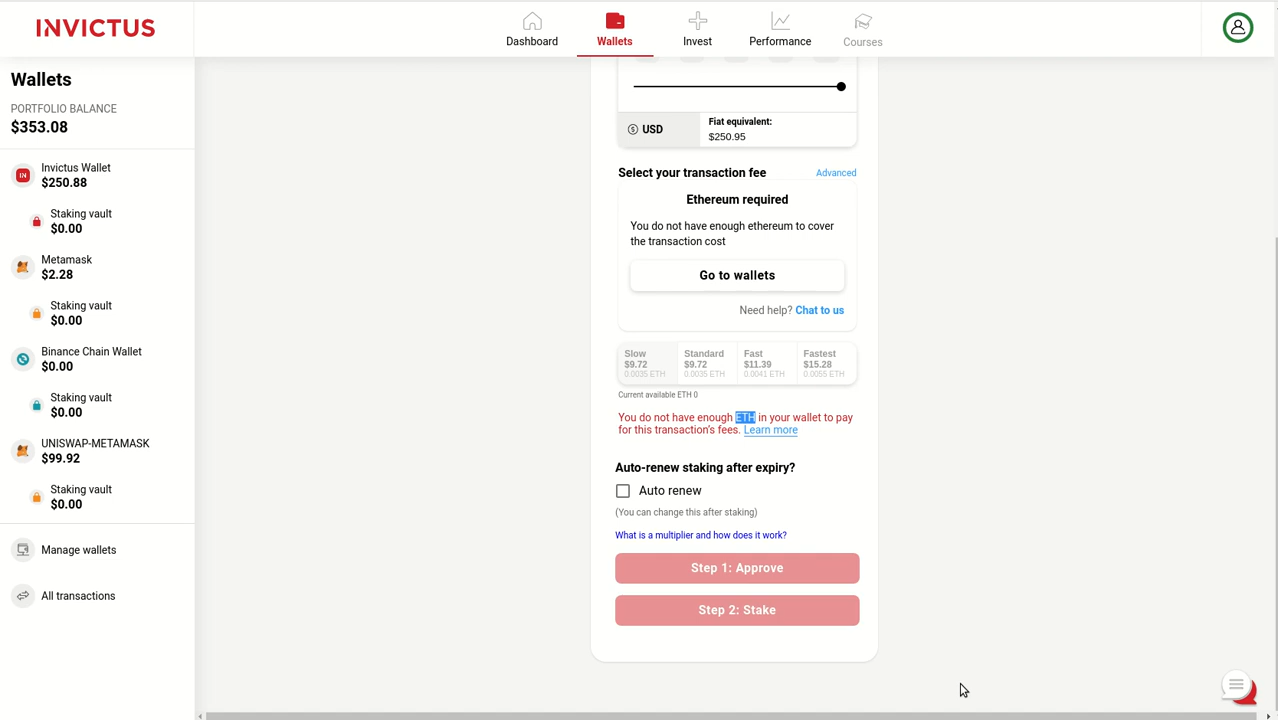 INVICTUS
Dashboard
Wallets
Invest
Performance
Courses
Wallets
PORTFOLIO BALANCE
$353.08
IN
Invictus Wallet
$250.88
Staking vault
$0.00
Metamask
$2.28
Staking vault
$0.00
Binance Chain Wallet
$0.00
Staking vault
$0.00
UNISWAP-METAMASK
$99.92
Staking vault
$0.00
Manage wallets
All transactions
USD
Fiat equivalent:
$250.95
Select your transaction fee
Advanced
Ethereum required
You do not have enough ethereum to cover
the transaction cost
Go to wallets
Need help? Chat to us
Slow
$9.72
0.0035 ETH
Standard
$9.72
0.0035 ETH
Fast
$11.39
0.0041 ETH
Fastest
$15.28
0.0055 ETH
Current available ETH 0
You do not have enough ETH in your wallet to pay
for this transaction's fees. Learn more
Auto-renew staking after expiry?
Auto renew
(You can change this after staking)
What is a multiplier and how does it work?
Step 1: Approve
Step 2: Stake